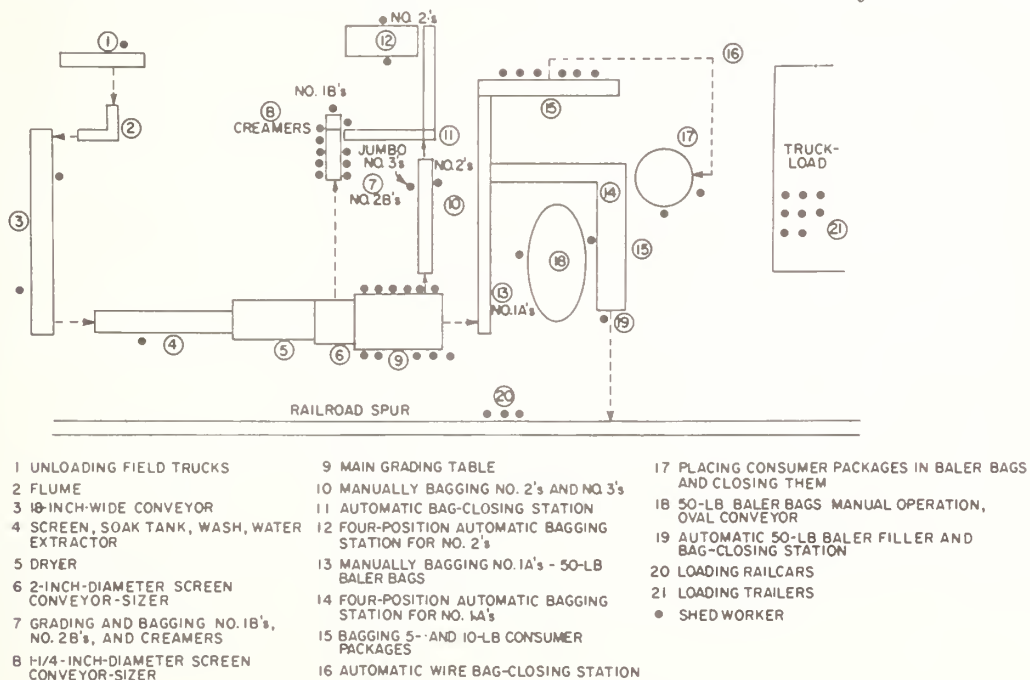 NO. 2's
12
1
16
15
NO. 1B's
8
CREAMERS
2
11
JUMBO
NO. 3's
NO. 2's
17
TRUCK-
LOAD
7
NO. 2B's
10
14
3
18
15
21
13
NO. 1A's
19
4
5
6
9
20
RAILROAD SPUR
1 UNLOADING FIELD TRUCKS
2 FLUME
3 18-INCH-WIDE CONVEYOR
4 SCREEN, SOAK TANK, WASH, WATER
EXTRACTOR
5 DRYER
6 2-INCH-DIAMETER SCREEN
CONVEYOR-SIZER
7 GRADING AND BAGGING NO. 1B's,
NO. 2B's, AND CREAMERS
8 1-1/4-INCH-DIAMETER SCREEN
CONVEYOR-SIZER
9 MAIN GRADING TABLE
10 MANUALLY BAGGING NO. 2's AND NO. 3's
11 AUTOMATIC BAG-CLOSING STATION
12 FOUR-POSITION AUTOMATIC BAGGING
STATION FOR NO. 2's
13 MANUALLY BAGGING NO. 1A's - 50-LB
BALER BAGS
14 FOUR-POSITION AUTOMATIC BAGGING
STATION FOR NO. 1A's
15 BAGGING 5- AND 10-LB CONSUMER
PACKAGES
16 AUTOMATIC WIRE BAG-CLOSING STATION
17 PLACING CONSUMER PACKAGES IN BALER BAGS
AND CLOSING THEM
18 50-LB BALER BAGS MANUAL OPERATION,
OVAL CONVEYOR
19 AUTOMATIC 50-LB BALER FILLER AND
BAG-CLOSING STATION
20 LOADING RAILCARS
21 LOADING TRAILERS
• SHED WORKER